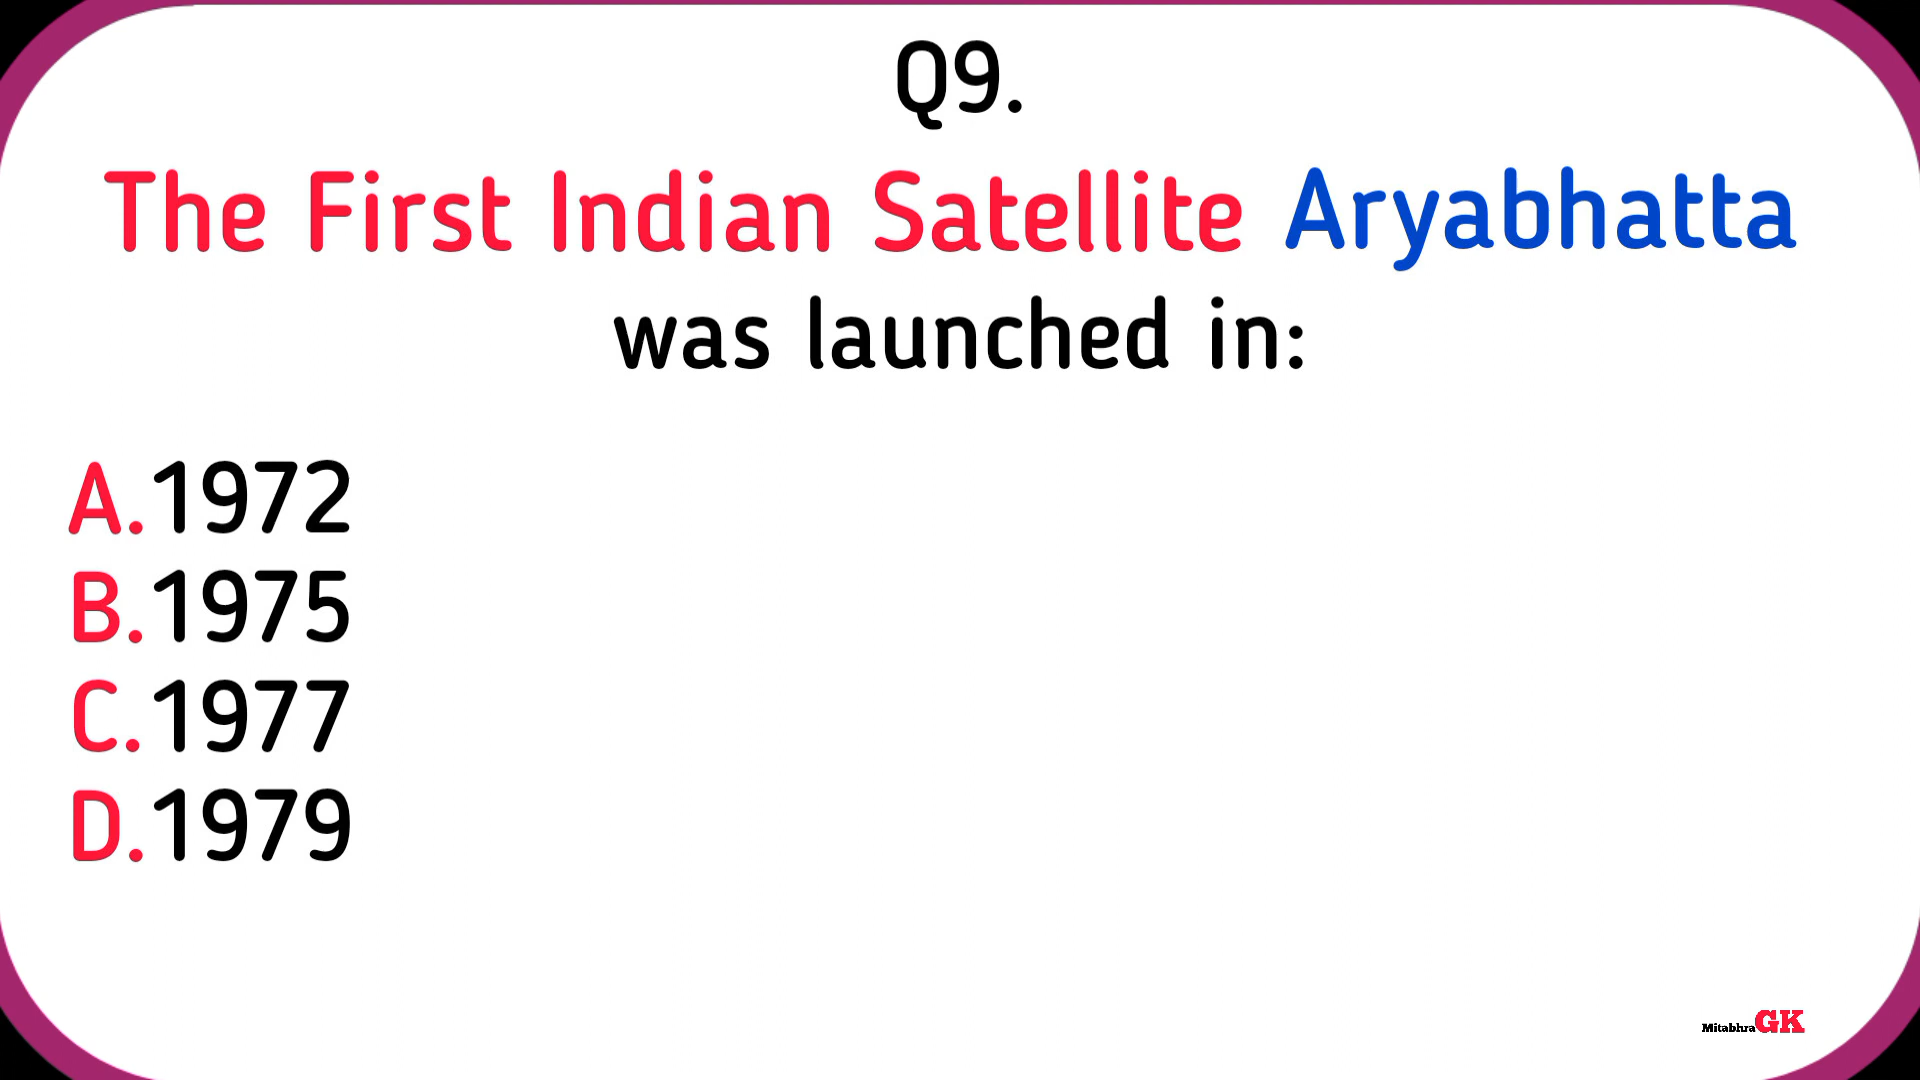 Q9.
The First Indian Satellite Aryabhatta
was launched in:
A.1972
B.1975
C.1977
D.1979
MitabhraGK